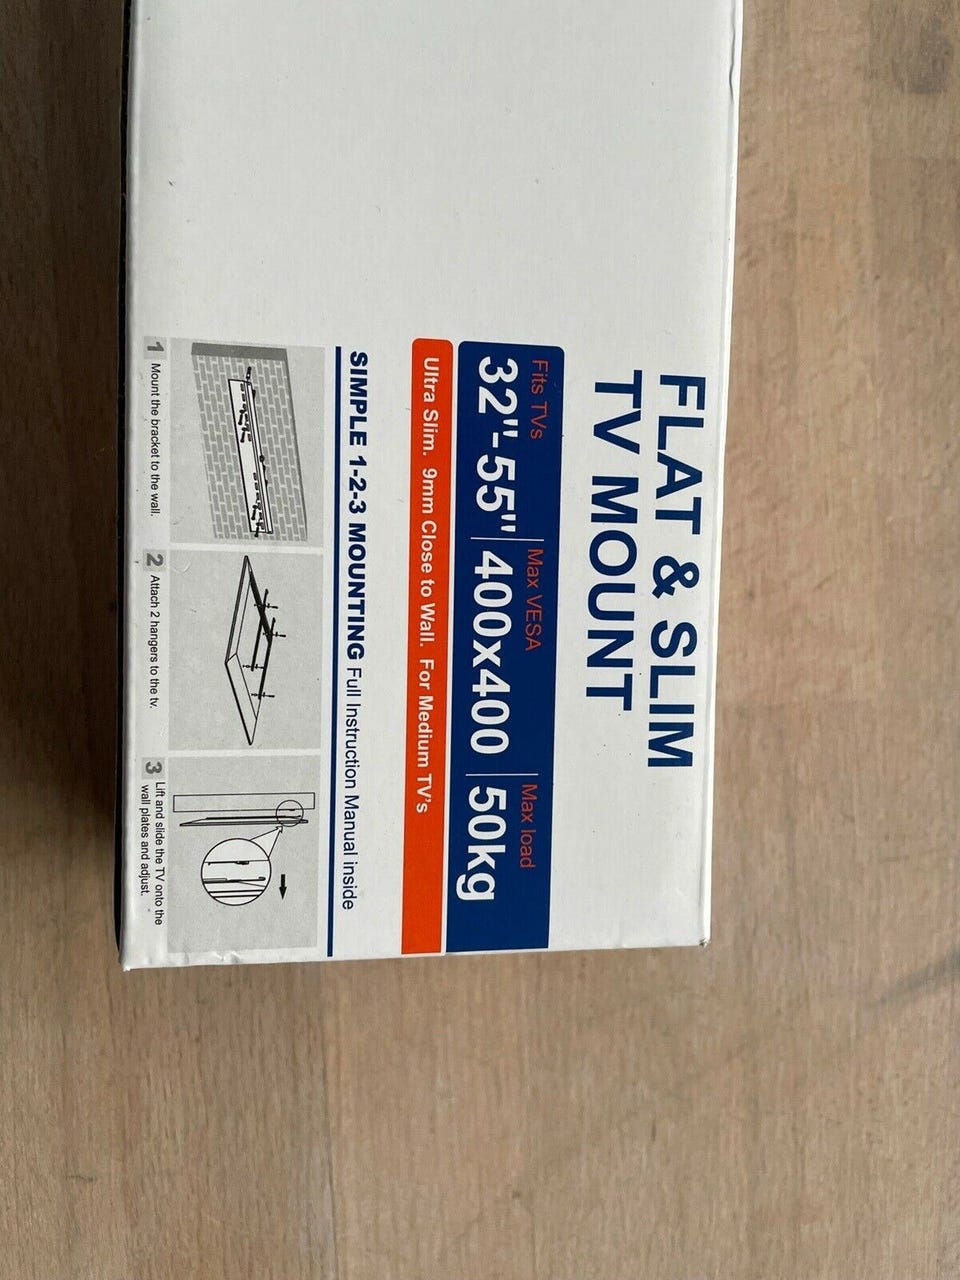 FLAT & SLIM
TV MOUNT
Fits TVs
32"-55"
Max VESA
400x400
Max load
50kg
Ultra Slim. 9mm Close to Wall. For Medium TV's
SIMPLE 1-2-3 MOUNTING Full Instruction Manual inside
1 Mount the bracket to the wall.
2 Attach 2 hangers to the tv.
3 Lift and slide the TV onto the
wall plates and adjust.